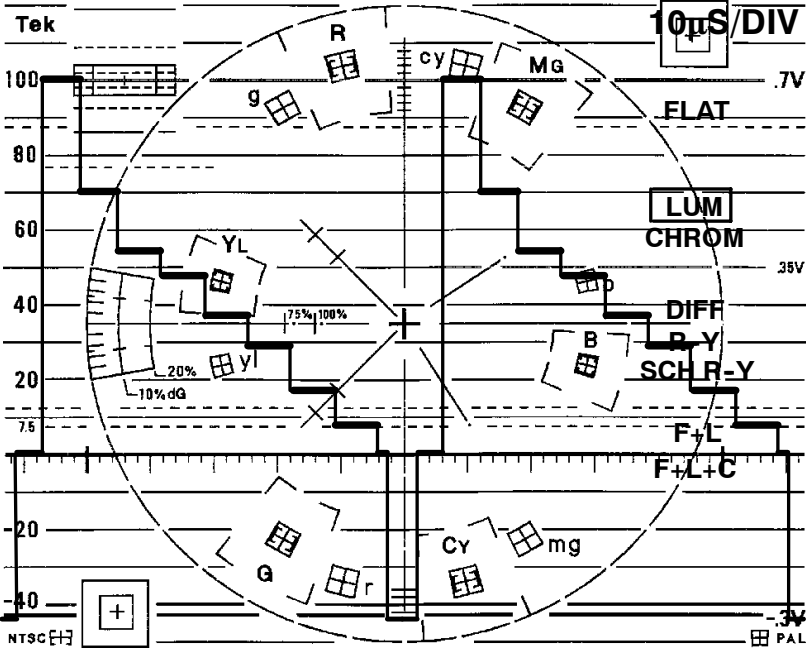 Tek 10µS/DIV
R
cy MG
100 .7V
g
FLAT
80
LUM
60 CHROM
YL
.35V
b
40 DIFF
75% 100%
B R-Y
yl
20% SCH R-Y
20
10% dG
7.5 F+L
F+L+C
-20
CY mg
G r
-40
-.3V
NTSC PAL